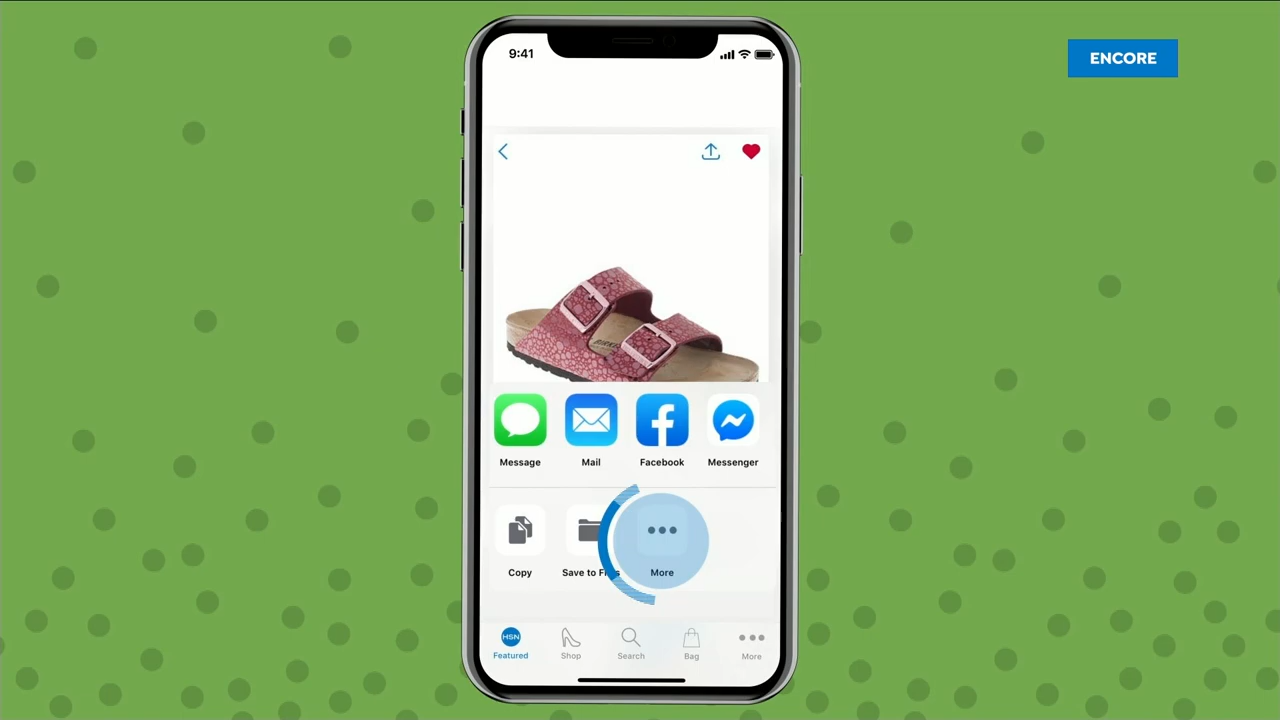 9:41
ENCORE
Message Mail Facebook Messenger
Copy Save to Files More
HSN
Featured Shop Search Bag More